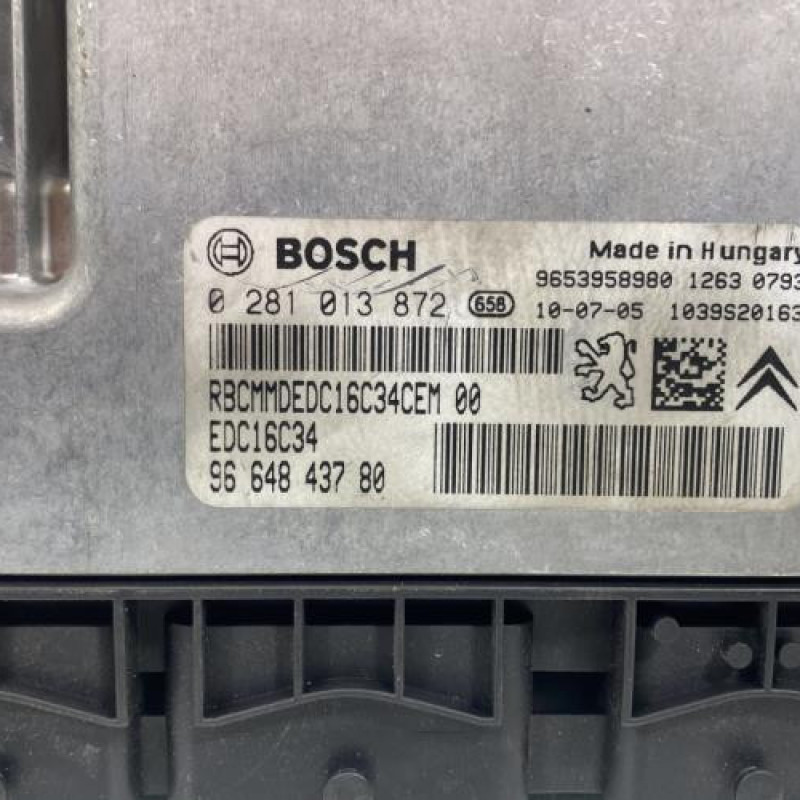 BOSCH
Made in Hungary
9653958980 1263 0793
0 281 013 872 658
10-07-05 1039S20163
RBCMMDEDC16C34CEM 00
EDC16C34
96 648 437 80